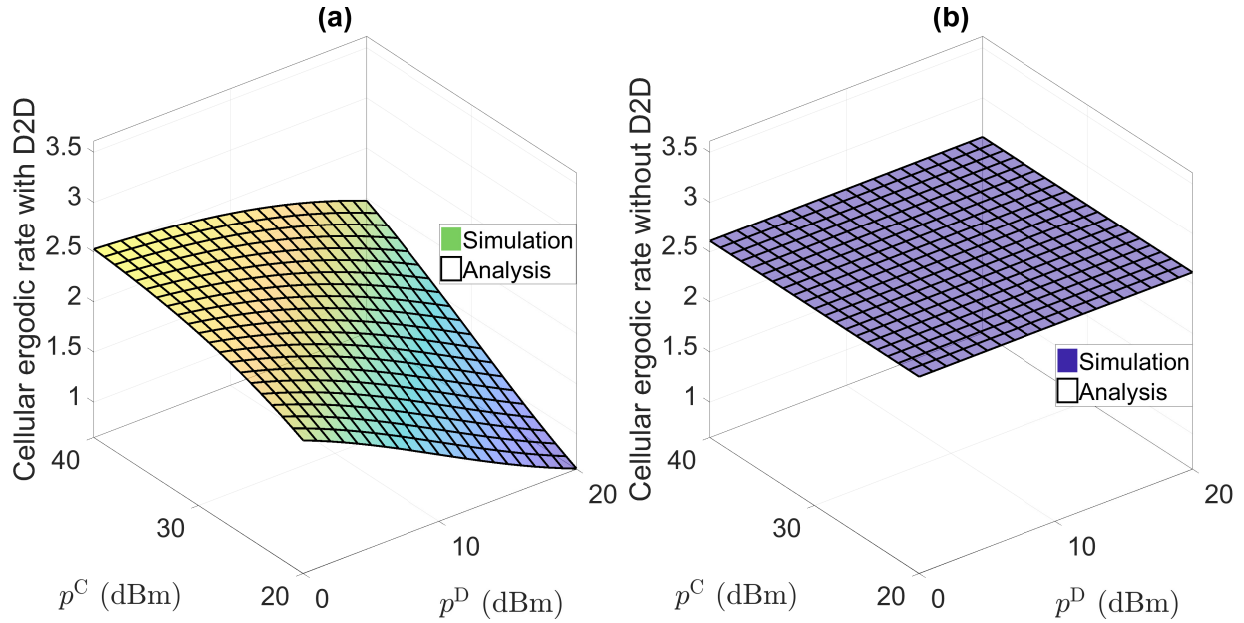 (a)
Cellular ergodic rate with D2D
3.5
3
2.5
2
1.5
1
40
30
20
p^C (dBm)
0
10
20
p^D (dBm)
Simulation
Analysis
(b)
Cellular ergodic rate without D2D
3.5
3
2.5
2
1.5
1
40
30
20
p^C (dBm)
0
10
20
p^D (dBm)
Simulation
Analysis